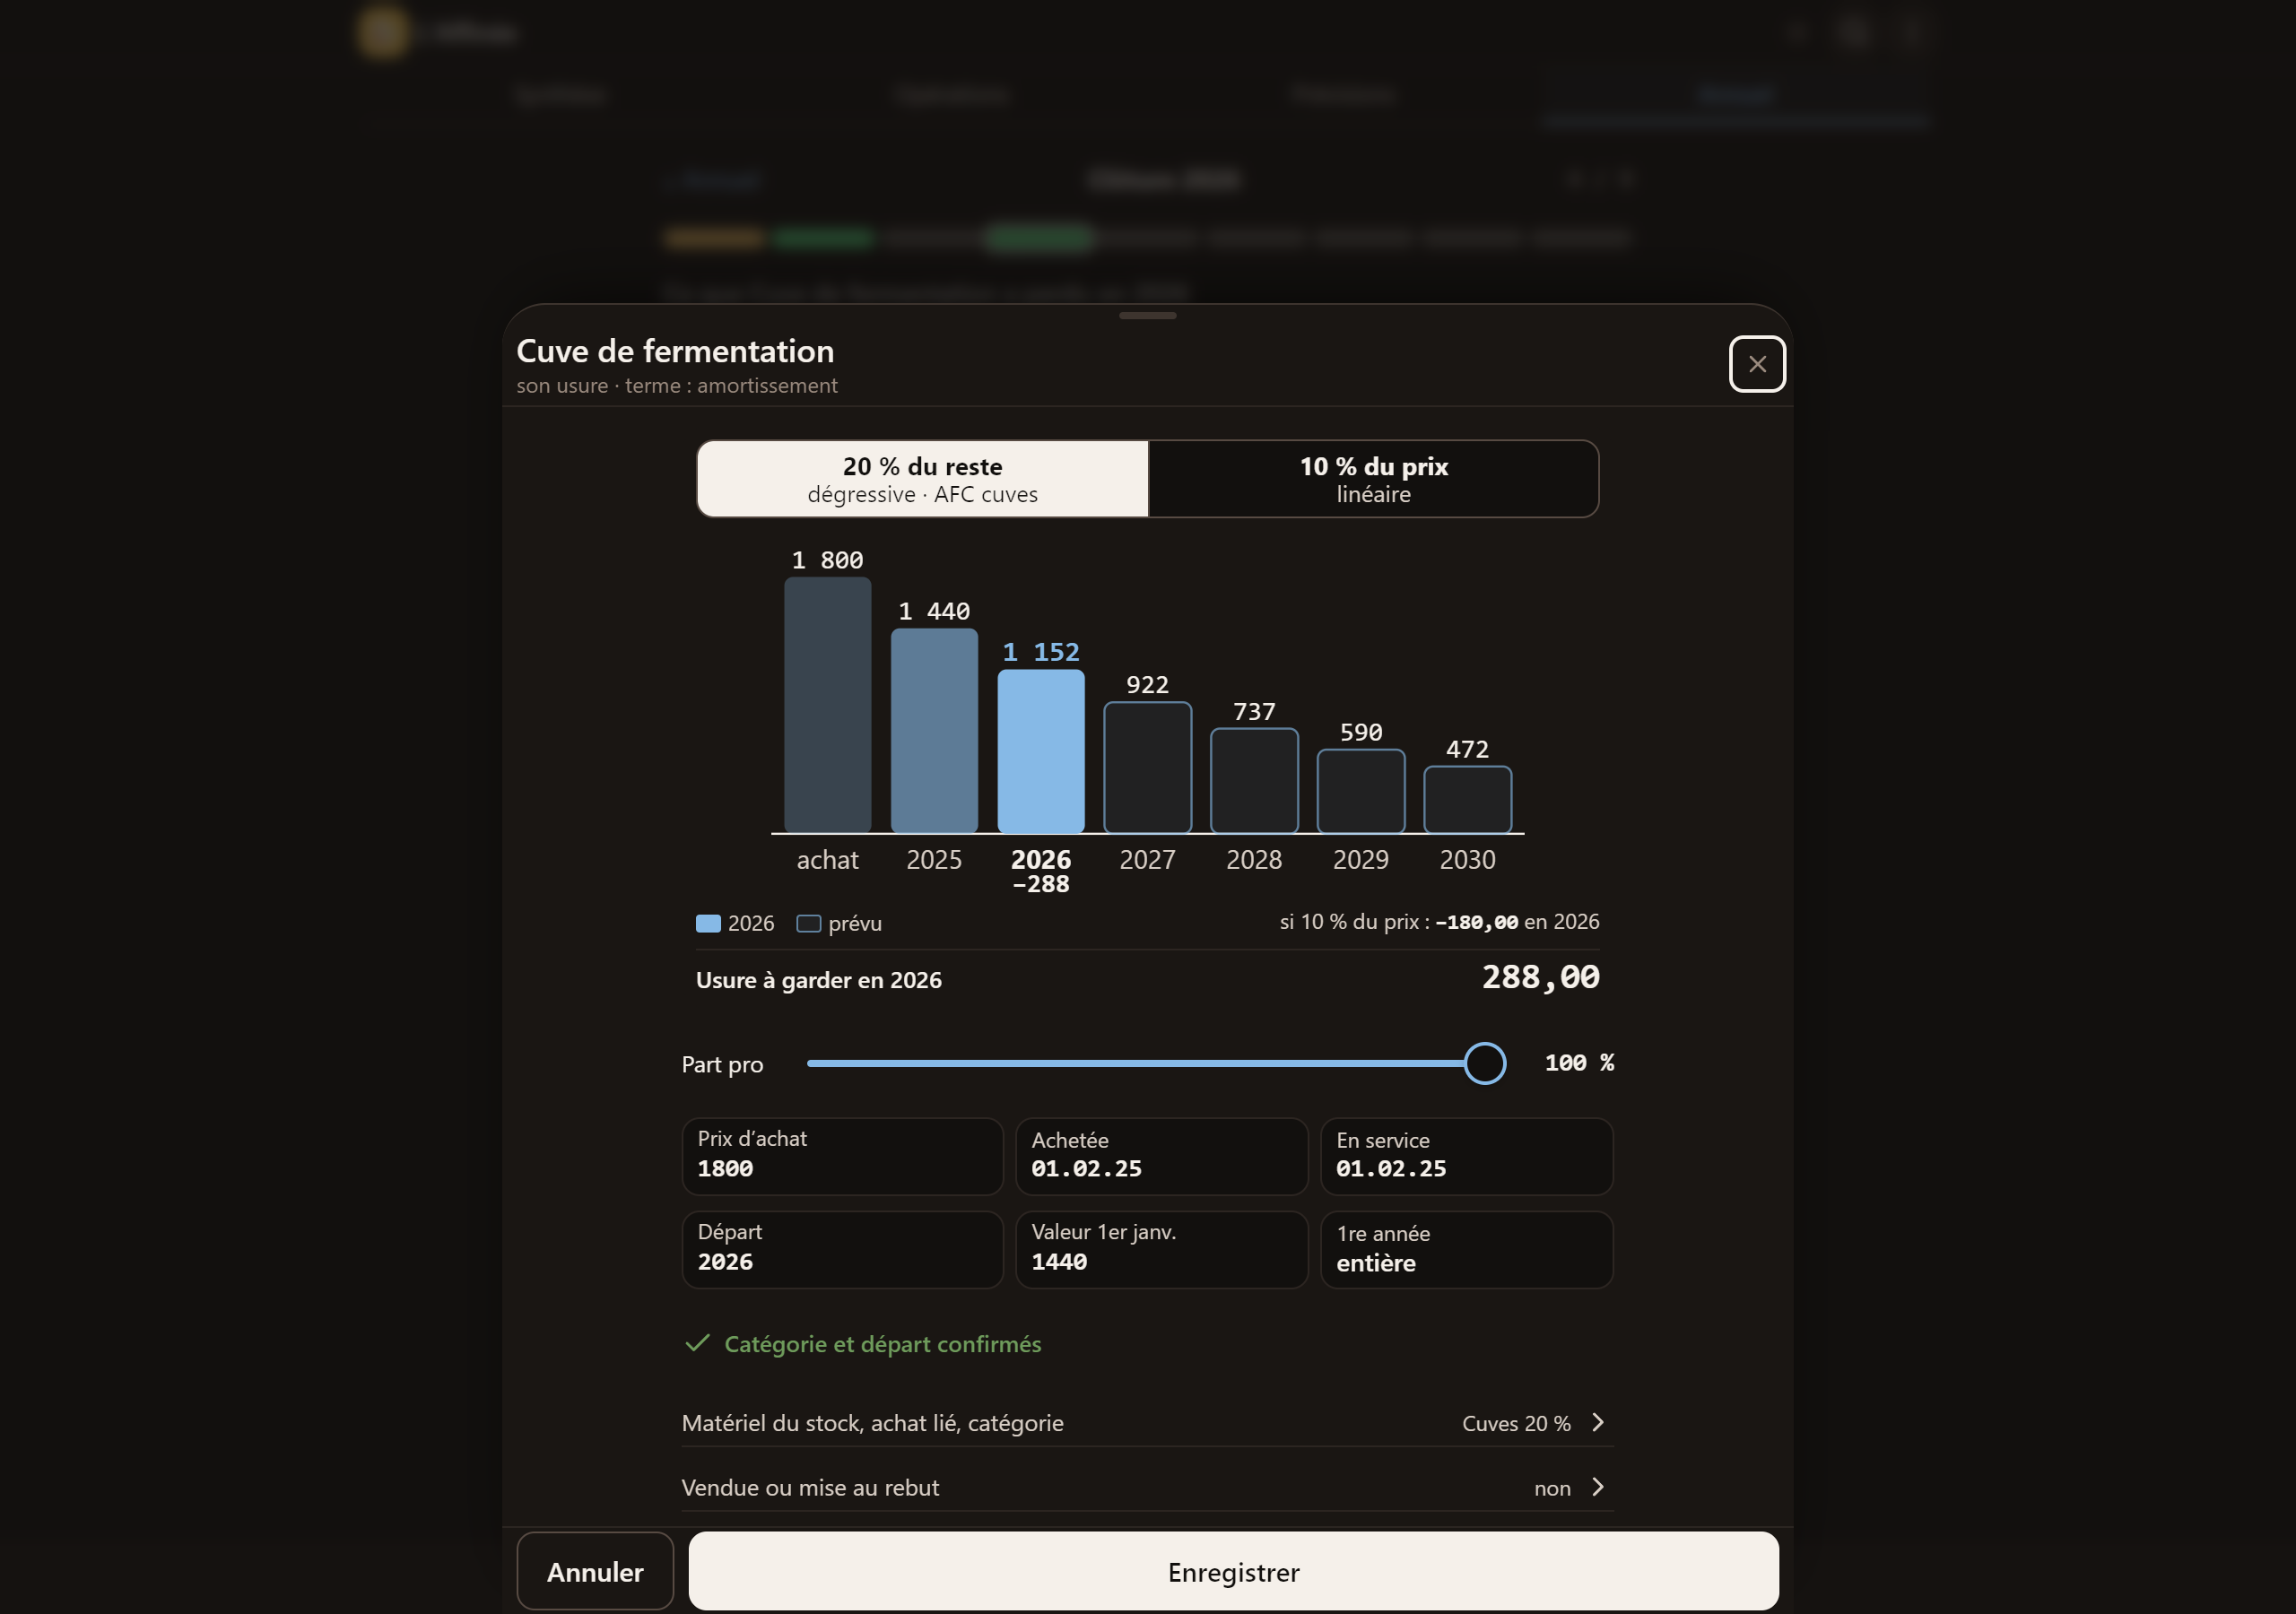 Cuve de fermentation
son usure · terme : amortissement
20 % du reste
dégressive · AFC cuves
10 % du prix
linéaire
1 800
1 440
1 152
922
737
590
472
achat
2025
2026
2027
2028
2029
2030
−288
2026
prévu
si 10 % du prix : −180,00 en 2026
Usure à garder en 2026
288,00
Part pro
100 %
Prix d’achat
1800
Achetée
01.02.25
En service
01.02.25
Départ
2026
Valeur 1er janv.
1440
1re année
entière
Catégorie et départ confirmés
Matériel du stock, achat lié, catégorie
Cuves 20 %
Vendue ou mise au rebut
non
Annuler
Enregistrer